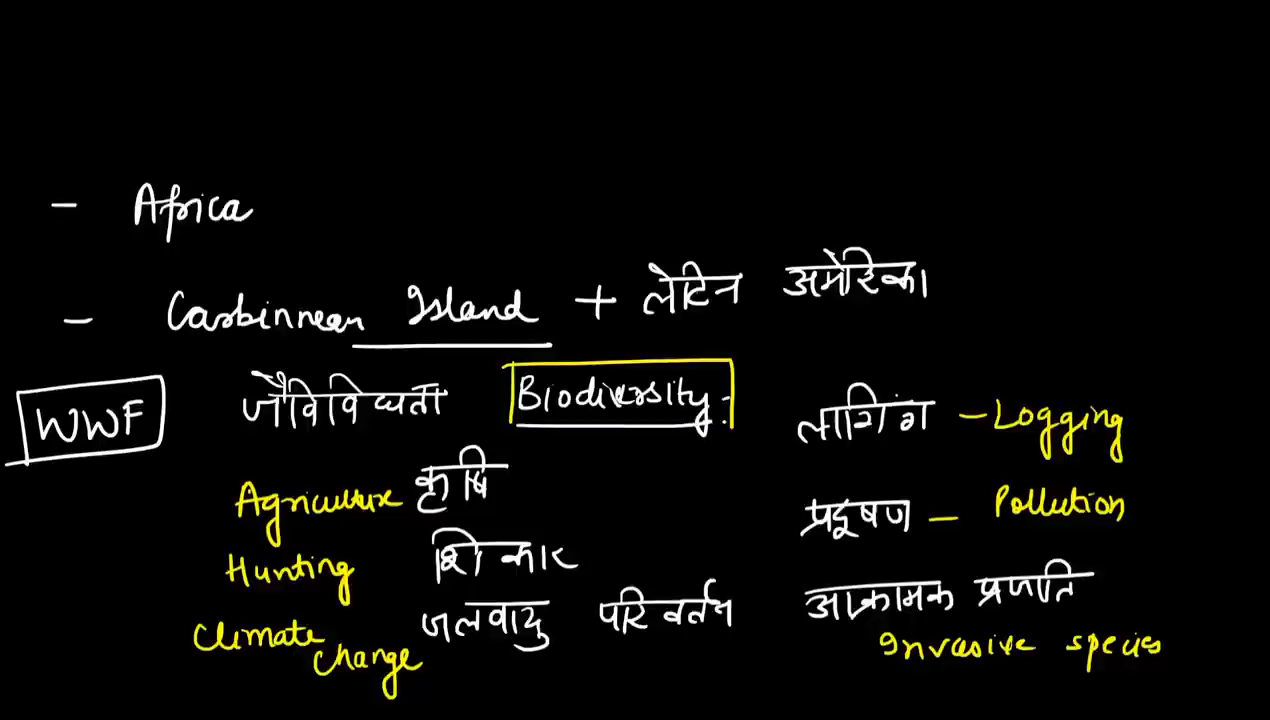 - Africa
- Carbinnean Island + लेटिन अमेरिका
WWF
जैवविविधता Biodiversity:-
Agriculture कृषि
Hunting शिकार
Climate change जलवायु परिवर्तन
लागिंग - Logging
प्रदूषण - Pollution
आक्रामक प्रजाति
Invasive species